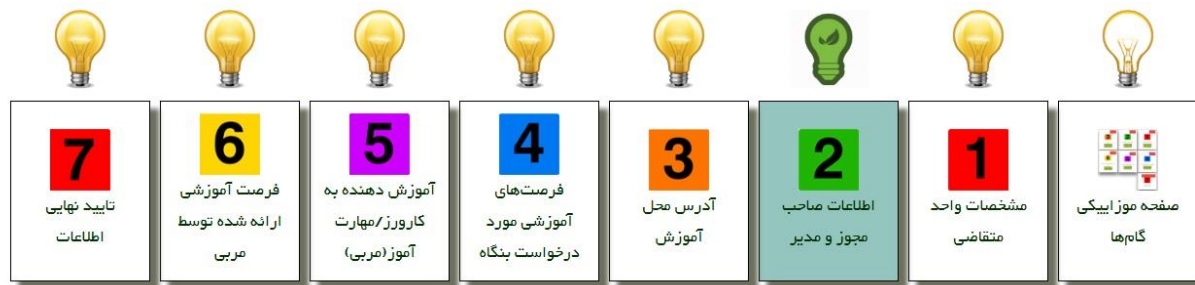 صفحه موزاییکی
گام‌ها
1
مشخصات واحد
متقاضی
2
اطلاعات صاحب
مجوز و مدیر
3
آدرس محل
آموزش
4
فرصت‌های
آموزشی مورد
درخواست بنگاه
5
آموزش دهنده به
کارورز/مهارت
آموز(مربی)
6
فرصت آموزشی
ارائه شده توسط
مربی
7
تایید نهایی
اطلاعات